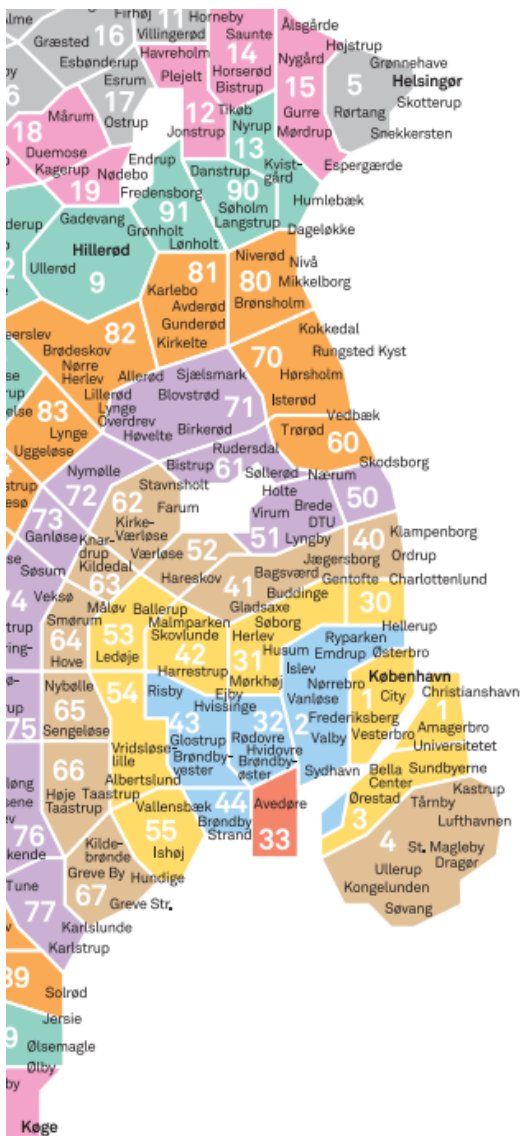 Firhøj
11
Horneby
Ålsgårde
Alme
Græsted
16
Villingerød
14
Saunte
Højstrup
Havreholm
Nygård
Grønnehave
Esbønderup
Horserød
5
Helsingør
Esrum
Plejelt
Bistrup
15
17
Skotterup
Mårum
12
Tikøb
Gurre
Rørtang
18
Ostrup
Nyrup
Jonstrup
Mørdrup
Snekkersten
13
Duemose
Endrup
Kagerup
Nødebo
Danstrup
Kvist-
gård
Espergærde
19
Fredensborg
90
Humlebæk
Gadevang
91
Søholm
Grønholt
Langstrup
Hillerød
Lønholt
Dageløkke
Ullerød
9
81
Niverød
Nivå
80
Mikkelborg
Karlebo
Brønsholm
Avderød
Gunderød
82
Kokkedal
Kirkelte
Brødeskov
70
Rungsted Kyst
Nørre
Herlev
Allerød
Sjælsmark
Hørsholm
Lillerød
Blovstrød
71
Isterød
83
Lynge
Overdrev
Vedbæk
Lynge
Høvelte
Birkerød
Trørød
60
Uggeløse
Rudersdal
Bistrup
61
Søllerød
Nærum
Skodsborg
Nymølle
72
Stavnsholt
62
Holte
50
73
Farum
Virum
Brede
DTU
Ganløse
Kirke-
Værløse
51
Lyngby
40
Klampenborg
Knar-
drup
52
Kildedal
Værløse
Jægersborg
Ordrup
Søsum
Hareskov
Bagsværd
Gentofte
Charlottenlund
63
41
Buddinge
74
Veksø
Måløv
Ballerup
Gladsaxe
30
Smørum
Malmparken
Søborg
Hellerup
64
53
Skovlunde
Herlev
Ryparken
Hove
Ledøje
42
31
Husum
Emdrup
Østerbro
Harrestrup
Mørkhøj
Islev
København
Nybølle
54
Risby
Ejby
Nørrebro
Christianshavn
65
Hvissinge
Vanløse
1
City
1
75
Sengeløse
43
32
2
Frederiksberg
Amagerbro
Glostrup
Rødovre
Vesterbro
Universitetet
Vridsløse-
lille
Hvidovre
Valby
66
Brøndby-
vester
Brøndby-
øster
Sydhavn
Bella
Center
Sundbyerne
Høje
Taastrup
Albertslund
Taastrup
Kastrup
Vallensbæk
44
Avedøre
Ørestad
Tårnby
76
55
Brøndby
Strand
33
3
Lufthavnen
Kilde-
brønde
Ishøj
4
St. Magleby
Greve By
Hundige
Dragør
Tune
67
Ullerup
77
Greve Str.
Kongelunden
Søvang
Karlslunde
Karlstrup
Solrød
Jersie
Ølsemagle
Ølby
Køge